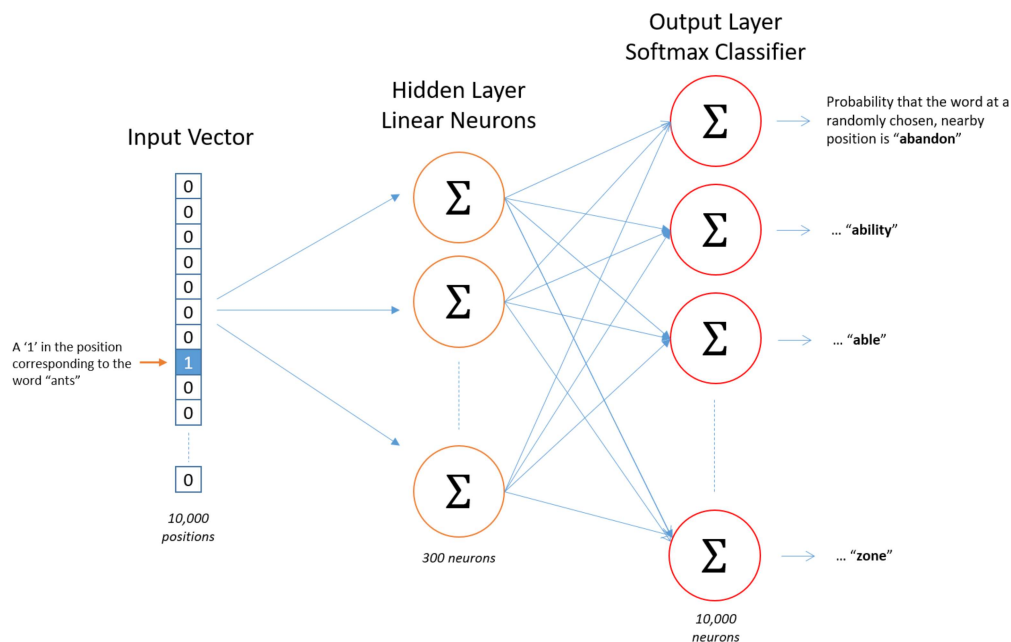 Input Vector
0
0
0
0
0
0
0
1
0
0
0
A ‘1’ in the position
corresponding to the
word “ants”
10,000
positions
Hidden Layer
Linear Neurons
Σ
Σ
Σ
300 neurons
Output Layer
Softmax Classifier
Σ
Σ
Σ
Σ
10,000
neurons
Probability that the word at a
randomly chosen, nearby
position is “abandon”
... “ability”
... “able”
... “zone”